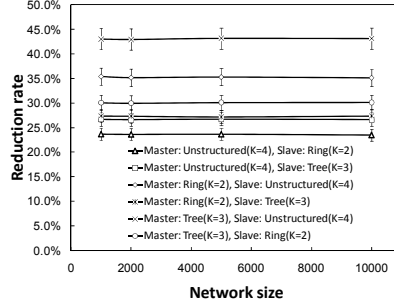 50.0%
45.0%
40.0%
35.0%
30.0%
25.0%
20.0%
15.0%
10.0%
5.0%
0.0%
Reduction rate
Master: Unstructured(K=4), Slave: Ring(K=2)
Master: Unstructured(K=4), Slave: Tree(K=3)
Master: Ring(K=2), Slave: Unstructured(K=4)
Master: Ring(K=2), Slave: Tree(K=3)
Master: Tree(K=3), Slave: Unstructured(K=4)
Master: Tree(K=3), Slave: Ring(K=2)
0 2000 4000 6000 8000 10000
Network size